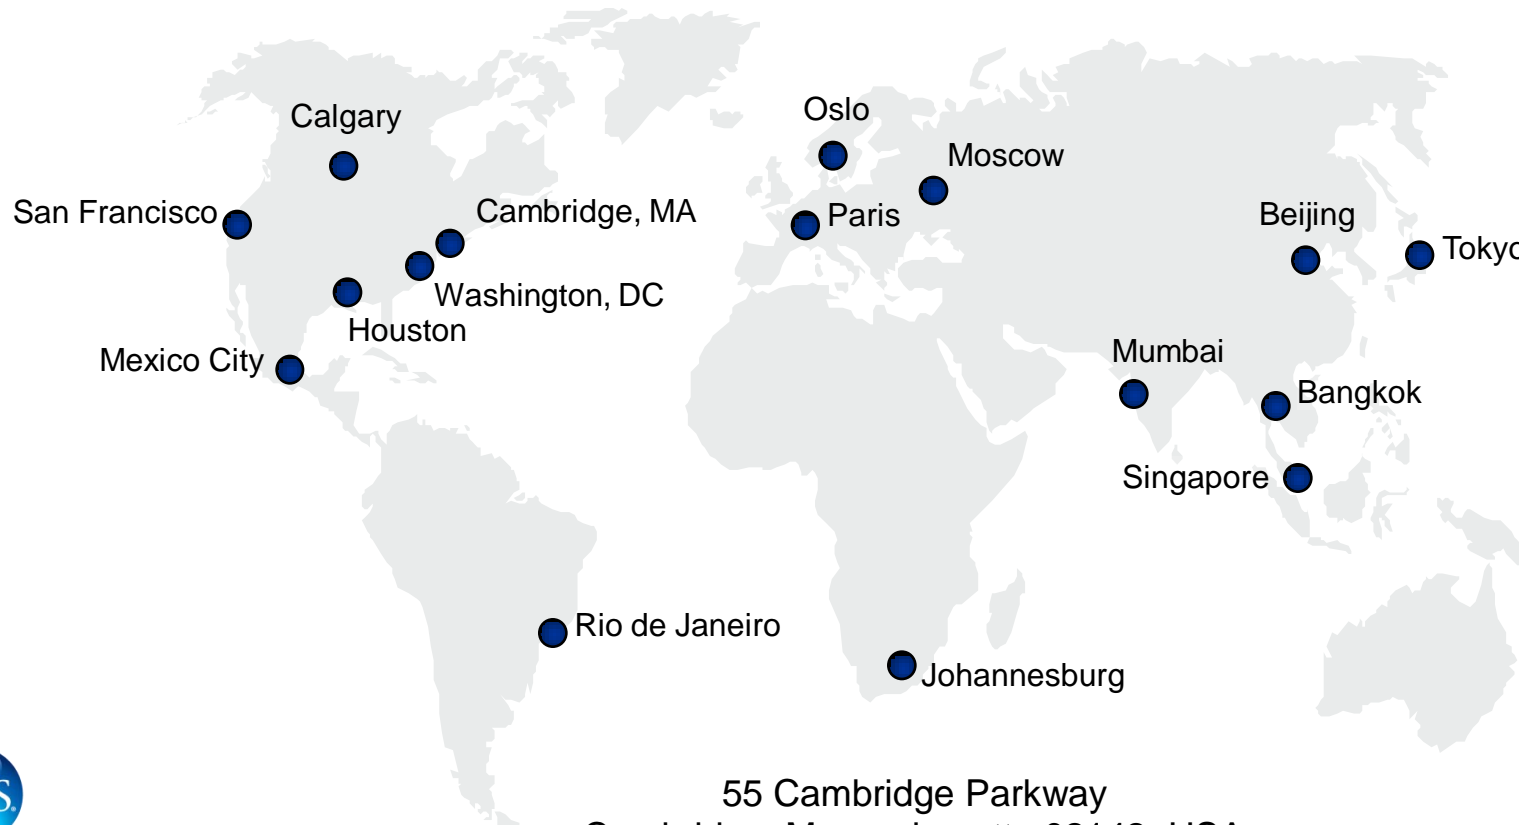 Calgary
Oslo
Moscow
San Francisco
Cambridge, MA
Paris
Beijing
Tokyo
Washington, DC
Houston
Mexico City
Mumbai
Bangkok
Singapore
Rio de Janeiro
Johannesburg
55 Cambridge Parkway
S.